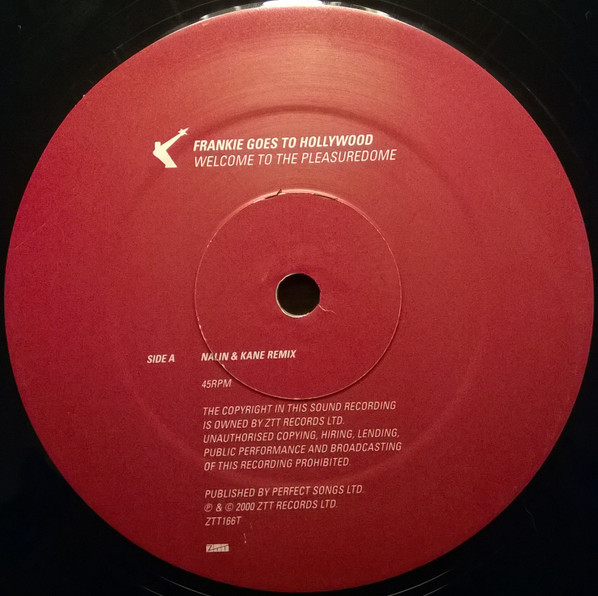 FRANKIE GOES TO HOLLYWOOD
WELCOME TO THE PLEASUREDOME
SIDE A NALIN & KANE REMIX
45RPM
THE COPYRIGHT IN THIS SOUND RECORDING
IS OWNED BY ZTT RECORDS LTD.
UNAUTHORISED COPYING, HIRING, LENDING,
PUBLIC PERFORMANCE AND BROADCASTING
OF THIS RECORDING PROHIBITED.
PUBLISHED BY PERFECT SONGS LTD.
℗ & © 2000 ZTT RECORDS LTD.
ZTT166T
ZTT